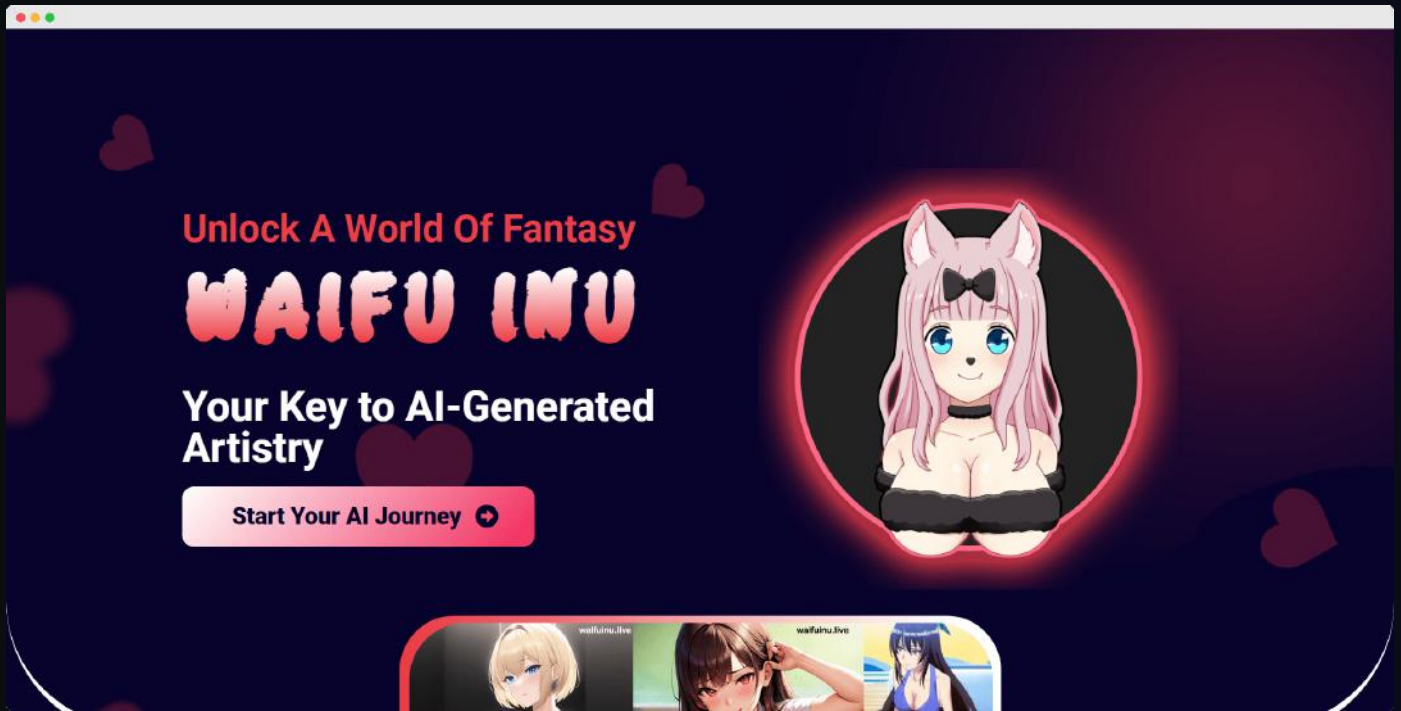 Unlock A World Of Fantasy
WAIFU INU
Your Key to AI-Generated
Artistry
Start Your AI Journey
waifuinu.live
waifuinu.live